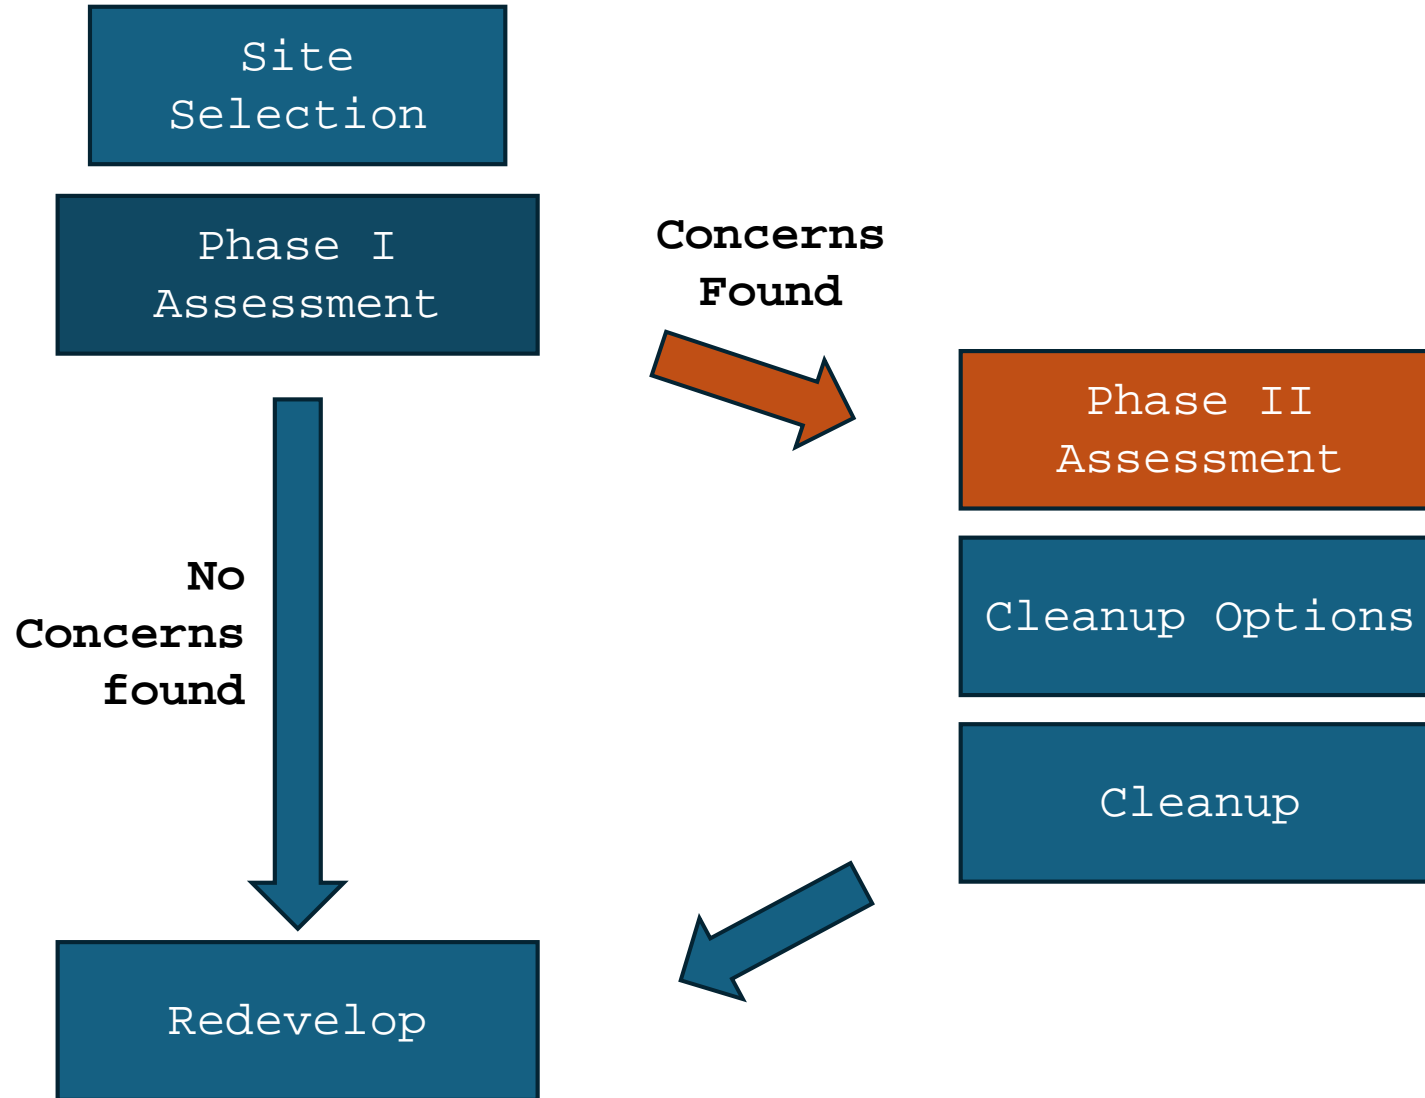 Site
Selection
Phase I
Assessment
Concerns
Found
Phase II
Assessment
Cleanup Options
Cleanup
No
Concerns
found
Redevelop